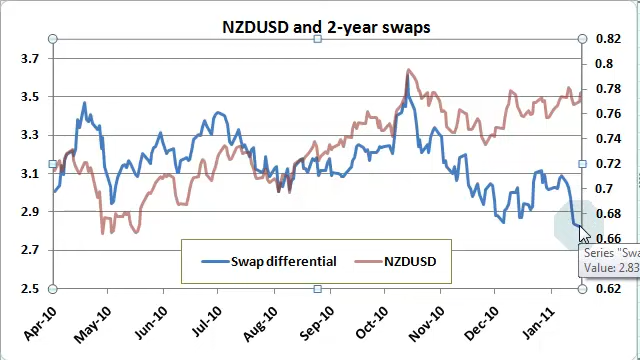 NZDUSD and 2-year swaps
3.7
3.5
3.3
3.1
2.9
2.7
2.5
0.82
0.8
0.78
0.76
0.74
0.72
0.7
0.68
0.66
0.62
Swap differential
NZDUSD
Series "Swa
Value: 2.83
Apr-10
May-10
Jun-10
Jul-10
Aug-10
Sep-10
Oct-10
Nov-10
Dec-10
Jan-11